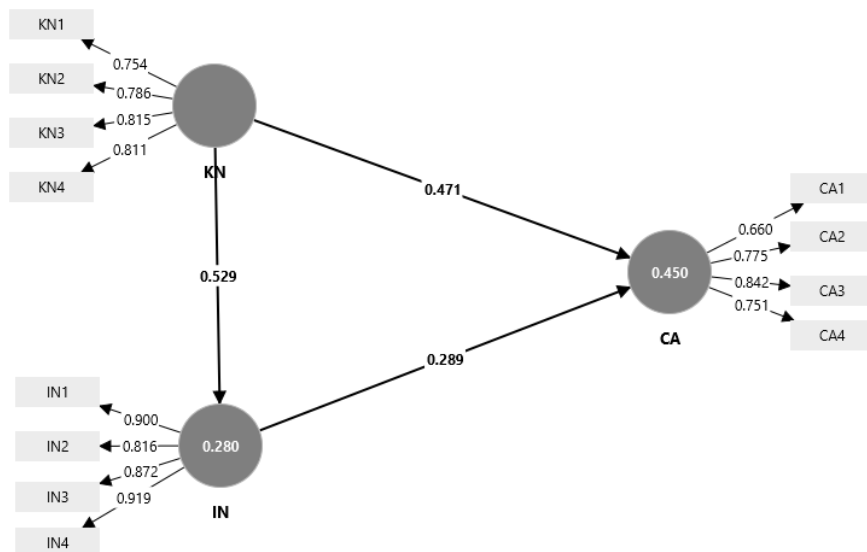 KN1
0.754
KN2
0.786
KN3
0.815
KN4
0.811
KN
0.471
0.529
CA1
0.660
CA2
0.775
0.450
0.842
CA3
0.751
CA4
CA
0.289
IN1
0.900
IN2
0.816
0.280
0.872
IN3
0.919
IN4
IN